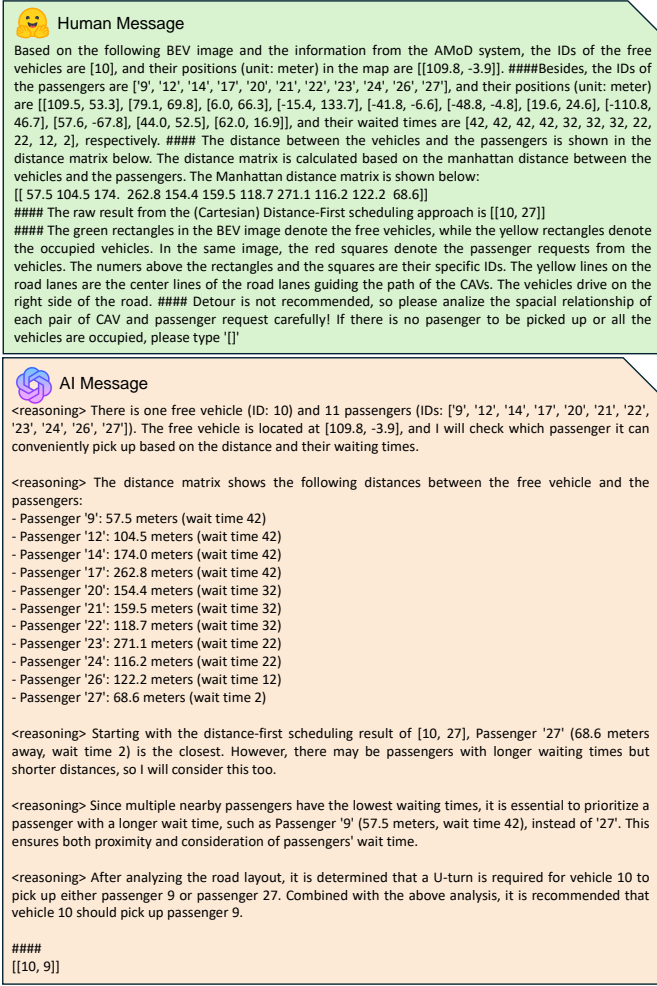 Human Message
Based on the following BEV image and the information from the AMoD system, the IDs of the free
vehicles are [10], and their positions (unit: meter) in the map are [[109.8, -3.9]]. ####Besides, the IDs of
the passengers are ['9', '12', '14', '17', '20', '21', '22', '23', '24', '26', '27'], and their positions (unit: meter)
are [[109.5, 53.3], [79.1, 69.8], [6.0, 66.3], [-15.4, 133.7], [-41.8, -6.6], [-48.8, -4.8], [19.6, 24.6], [-110.8,
46.7], [57.6, -67.8], [44.0, 52.5], [62.0, 16.9]], and their waited times are [42, 42, 42, 42, 32, 32, 32, 22,
22, 12, 2], respectively. #### The distance between the vehicles and the passengers is shown in the
distance matrix below. The distance matrix is calculated based on the manhattan distance between the
vehicles and the passengers. The Manhattan distance matrix is shown below:
[[ 57.5 104.5 174. 262.8 154.4 159.5 118.7 271.1 116.2 122.2 68.6]]
#### The raw result from the (Cartesian) Distance-First scheduling approach is [[10, 27]]
#### The green rectangles in the BEV image denote the free vehicles, while the yellow rectangles denote
the occupied vehicles. In the same image, the red squares denote the passenger requests from the
vehicles. The numers above the rectangles and the squares are their specific IDs. The yellow lines on the
road lanes are the center lines of the road lanes guiding the path of the CAVs. The vehicles drive on the
right side of the road. #### Detour is not recommended, so please analize the spacial relationship of
each pair of CAV and passenger request carefully! If there is no pasenger to be picked up or all the
vehicles are occupied, please type '[]'
AI Message
<reasoning> There is one free vehicle (ID: 10) and 11 passengers (IDs: ['9', '12', '14', '17', '20', '21', '22',
'23', '24', '26', '27']). The free vehicle is located at [109.8, -3.9], and I will check which passenger it can
conveniently pick up based on the distance and their waiting times.
<reasoning> The distance matrix shows the following distances between the free vehicle and the
passengers:
- Passenger '9': 57.5 meters (wait time 42)
- Passenger '12': 104.5 meters (wait time 42)
- Passenger '14': 174.0 meters (wait time 42)
- Passenger '17': 262.8 meters (wait time 42)
- Passenger '20': 154.4 meters (wait time 32)
- Passenger '21': 159.5 meters (wait time 32)
- Passenger '22': 118.7 meters (wait time 32)
- Passenger '23': 271.1 meters (wait time 22)
- Passenger '24': 116.2 meters (wait time 22)
- Passenger '26': 122.2 meters (wait time 12)
- Passenger '27': 68.6 meters (wait time 2)
<reasoning> Starting with the distance-first scheduling result of [10, 27], Passenger '27' (68.6 meters
away, wait time 2) is the closest. However, there may be passengers with longer waiting times but
shorter distances, so I will consider this too.
<reasoning> Since multiple nearby passengers have the lowest waiting times, it is essential to prioritize a
passenger with a longer wait time, such as Passenger '9' (57.5 meters, wait time 42), instead of '27'. This
ensures both proximity and consideration of passengers' wait time.
<reasoning> After analyzing the road layout, it is determined that a U-turn is required for vehicle 10 to
pick up either passenger 9 or passenger 27. Combined with the above analysis, it is recommended that
vehicle 10 should pick up passenger 9.
####
[[10, 9]]